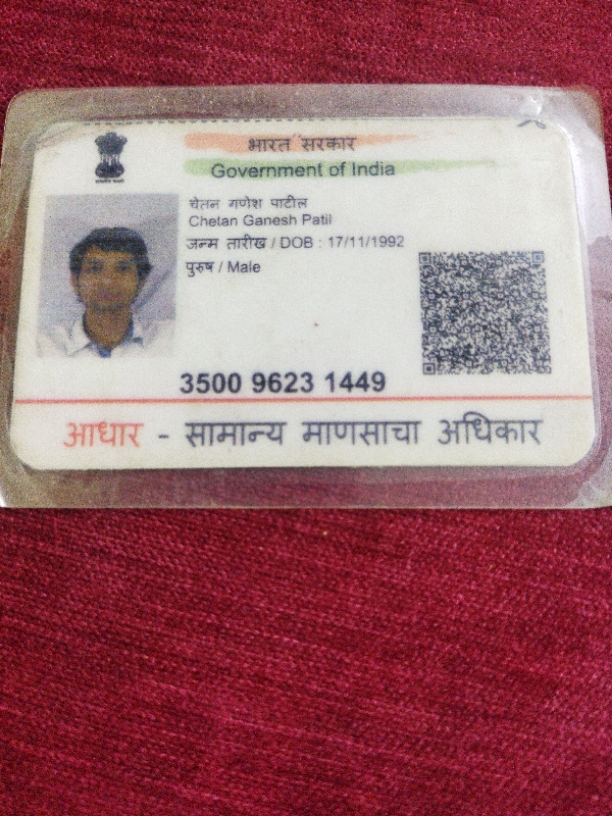 भारत सरकार
Government of India
चेतन गणेश पाटील
Chetan Ganesh Patil
जन्म तारीख / DOB : 17/11/1992
पुरुष / Male
3500 9623 1449
आधार - सामान्य माणसाचा अधिकार